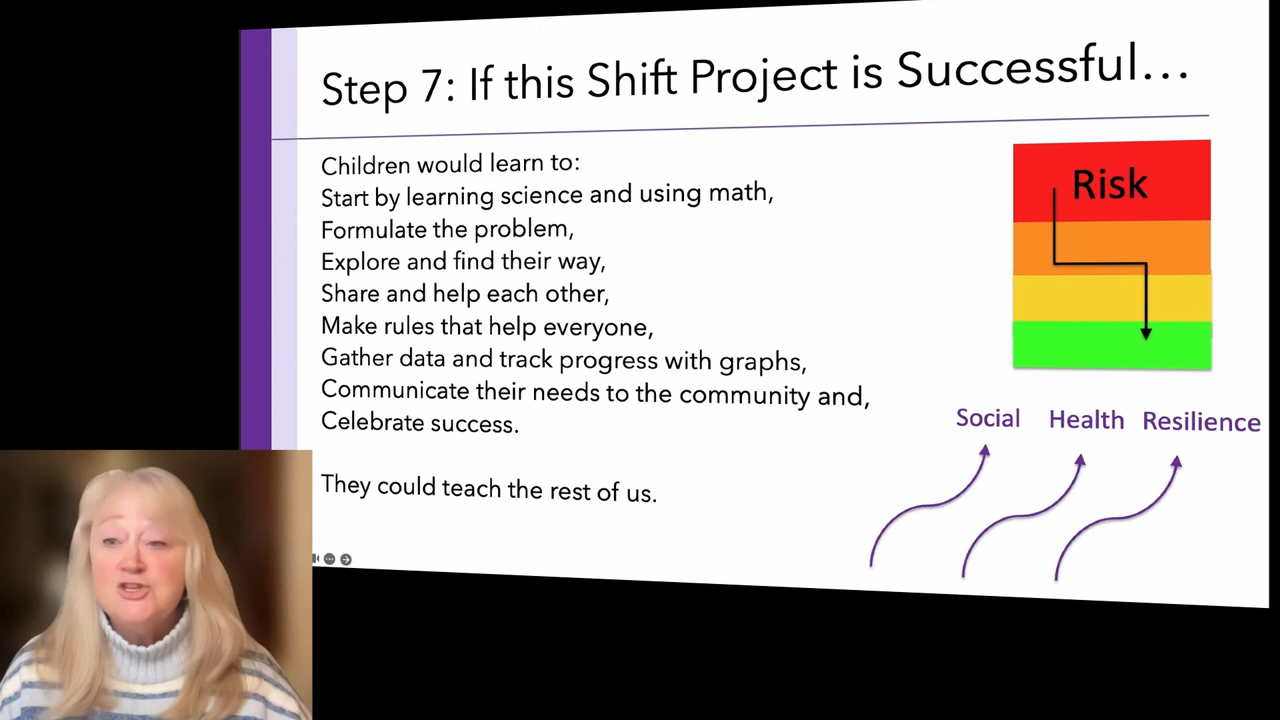 Step 7: If this Shift Project is Successful...
Children would learn to:
Start by learning science and using math,
Formulate the problem,
Explore and find their way,
Share and help each other,
Make rules that help everyone,
Gather data and track progress with graphs,
Communicate their needs to the community and,
Celebrate success.
They could teach the rest of us.
Risk
Social Health Resilience